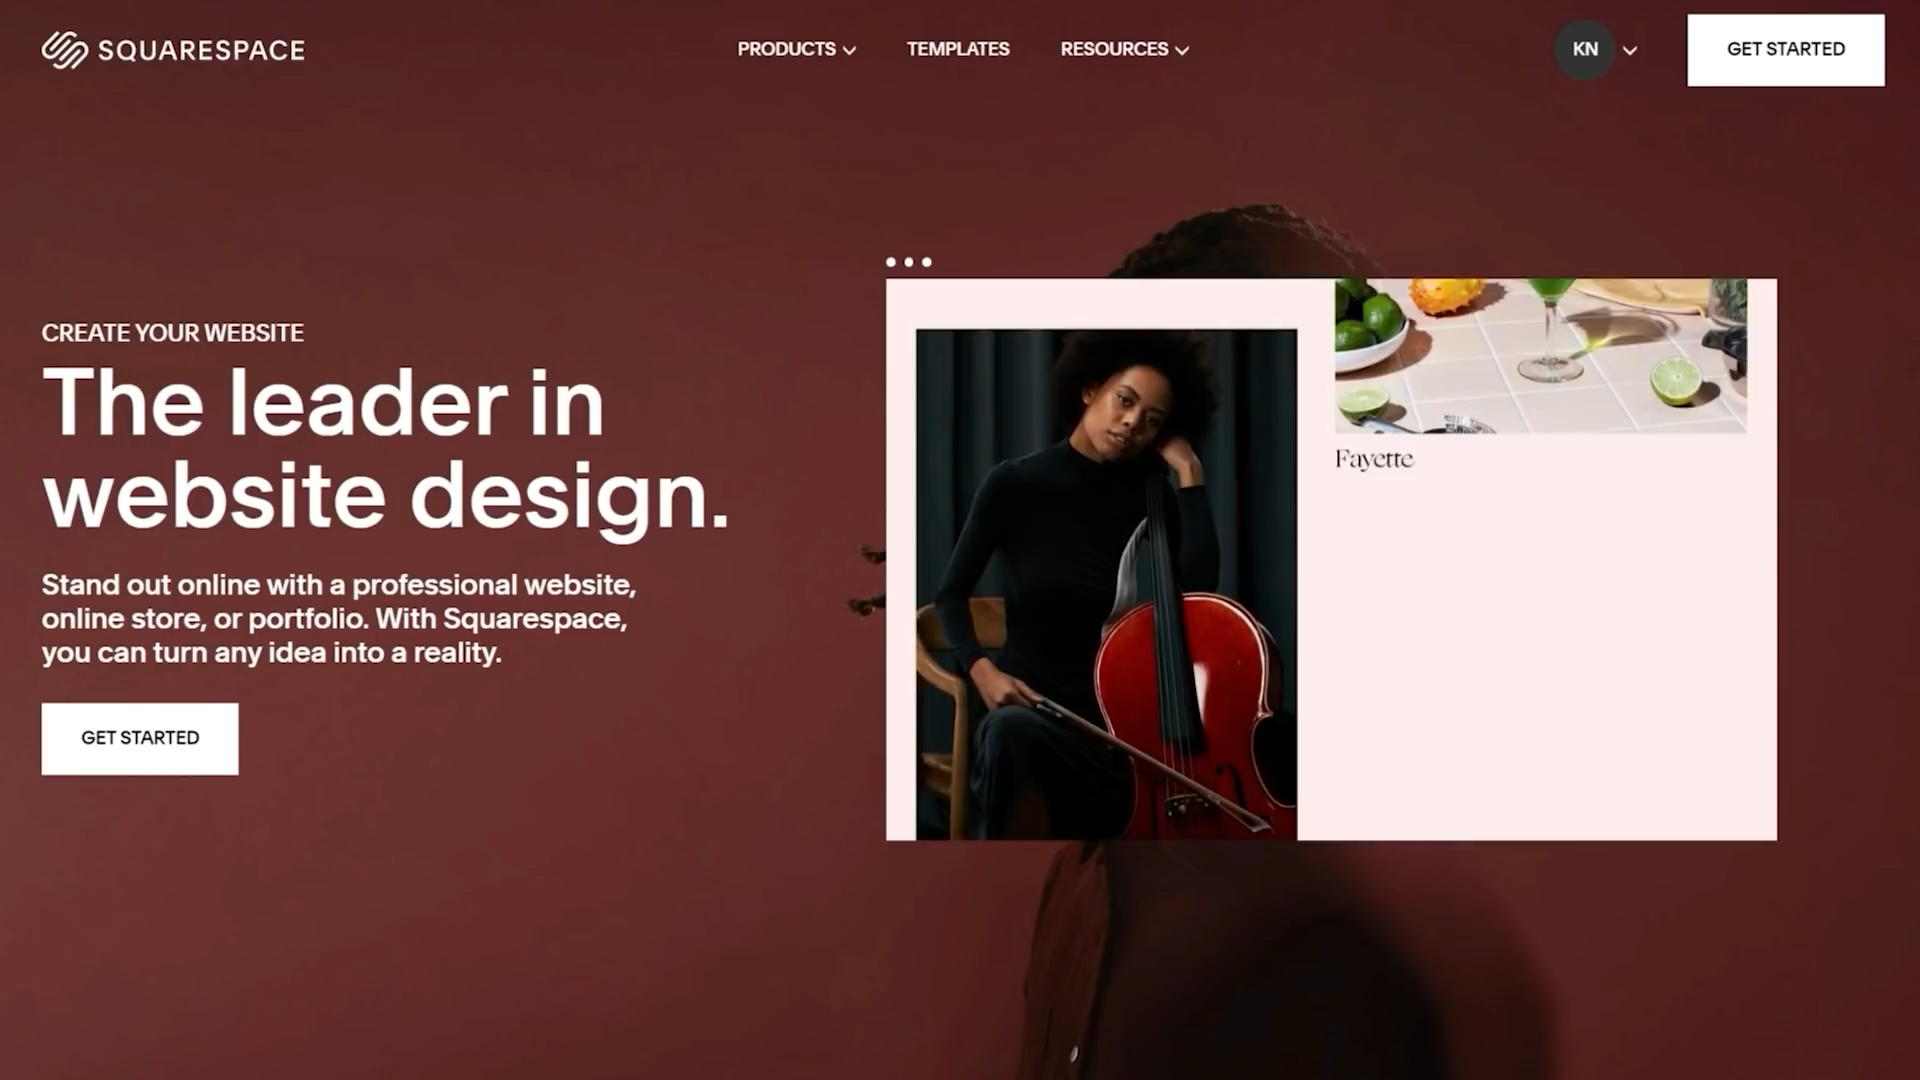 SQUARESPACE
PRODUCTS
TEMPLATES
RESOURCES
KN
GET STARTED
CREATE YOUR WEBSITE
The leader in
website design.
Stand out online with a professional website,
online store, or portfolio. With Squarespace,
you can turn any idea into a reality.
GET STARTED
Fayette